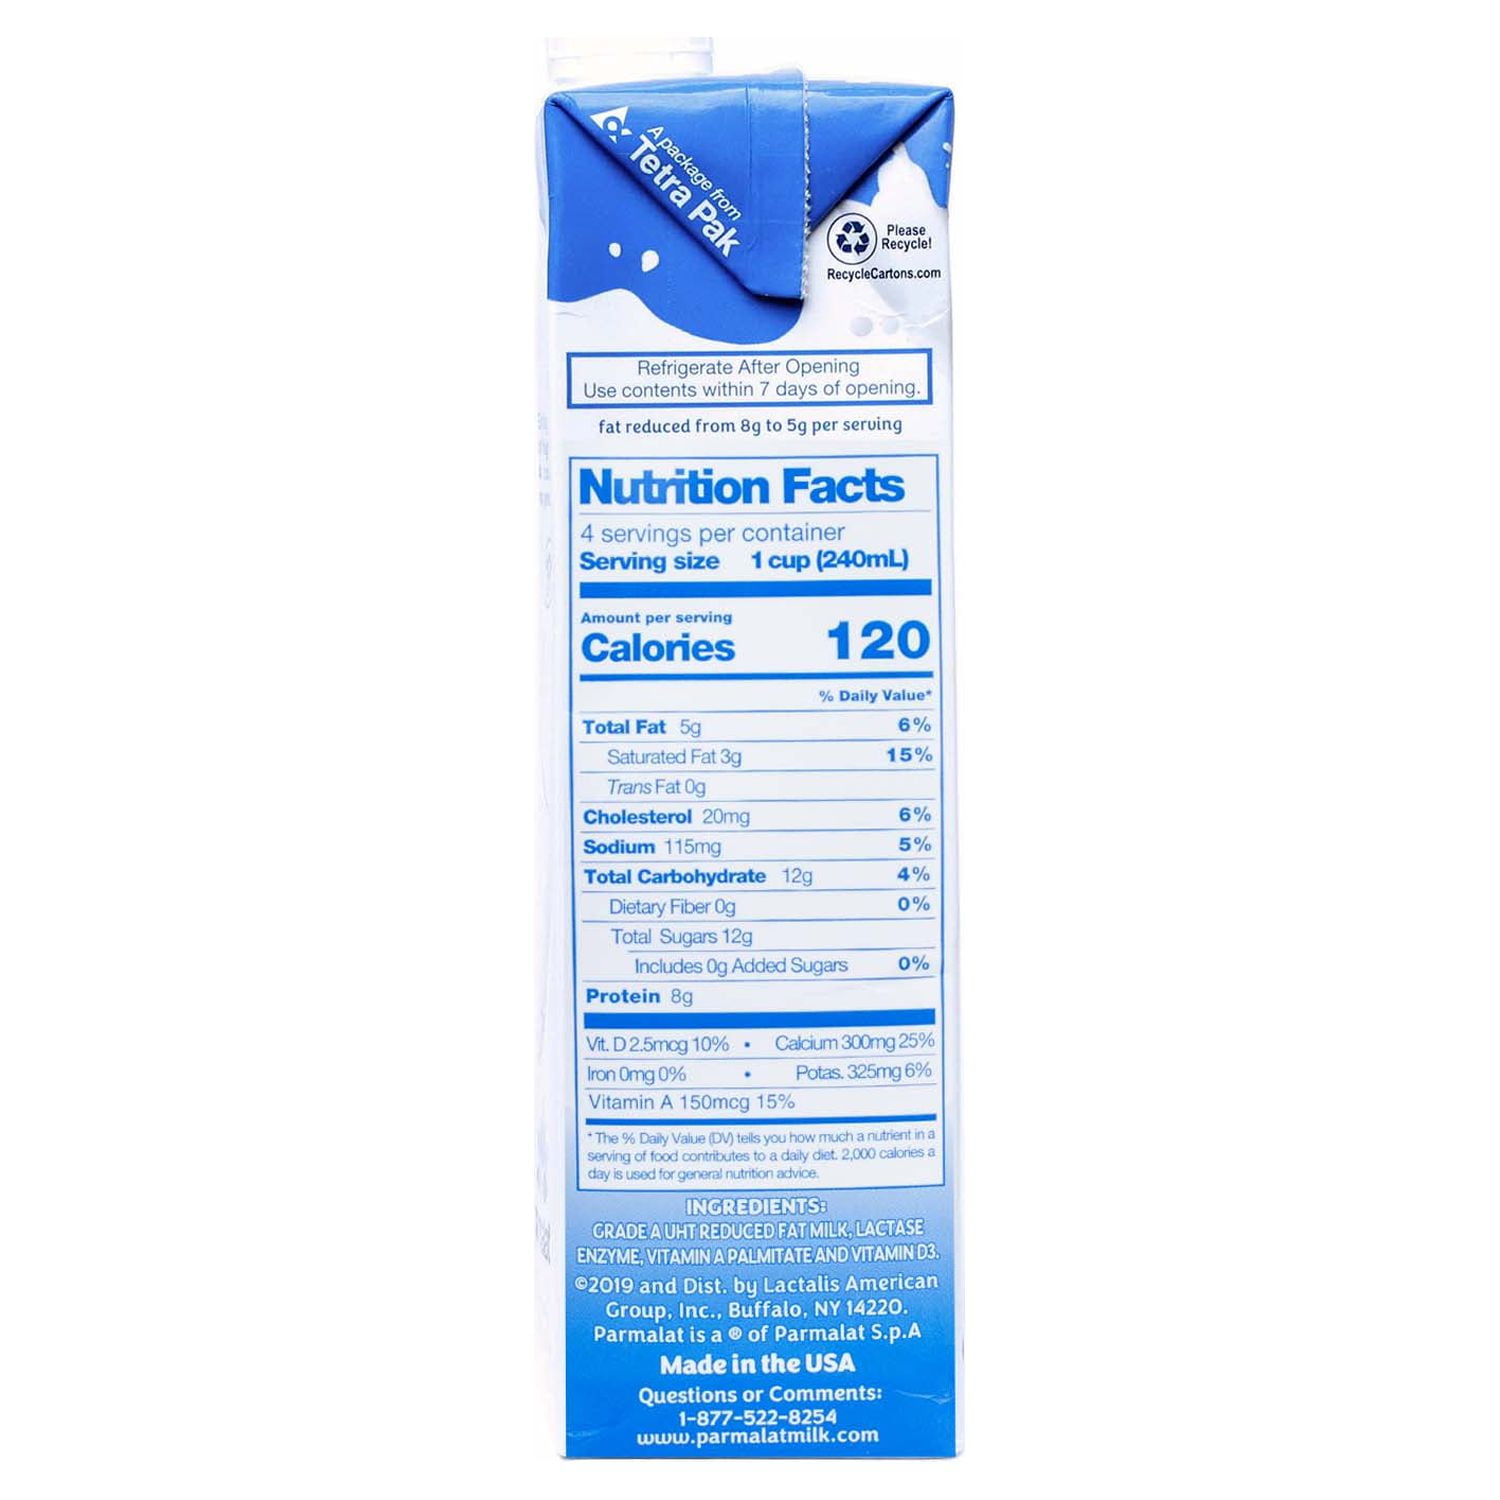 A package from
Tetra Pak
Please
Recycle!
RecycleCartons.com
Refrigerate After Opening
Use contents within 7 days of opening.
fat reduced from 8g to 5g per serving
Nutrition Facts
4 servings per container
Serving size 1 cup (240mL)
Amount per serving
Calories 120
% Daily Value*
Total Fat 5g 6%
Saturated Fat 3g 15%
Trans Fat 0g
Cholesterol 20mg 6%
Sodium 115mg 5%
Total Carbohydrate 12g 4%
Dietary Fiber 0g 0%
Total Sugars 12g
Includes 0g Added Sugars 0%
Protein 8g
Vit. D 2.5mcg 10% • Calcium 300mg 25%
Iron 0mg 0% • Potas. 325mg 6%
Vitamin A 150mcg 15%
* The % Daily Value (DV) tells you how much a nutrient in a
serving of food contributes to a daily diet. 2,000 calories a
day is used for general nutrition advice.
INGREDIENTS:
GRADE A UHT REDUCED FAT MILK, LACTASE
ENZYME, VITAMIN A PALMITATE AND VITAMIN D3.
©2019 and Dist. by Lactalis American
Group, Inc., Buffalo, NY 14220.
Parmalat is a ® of Parmalat S.p.A
Made in the USA
Questions or Comments:
1-877-522-8254
www.parmalatmilk.com